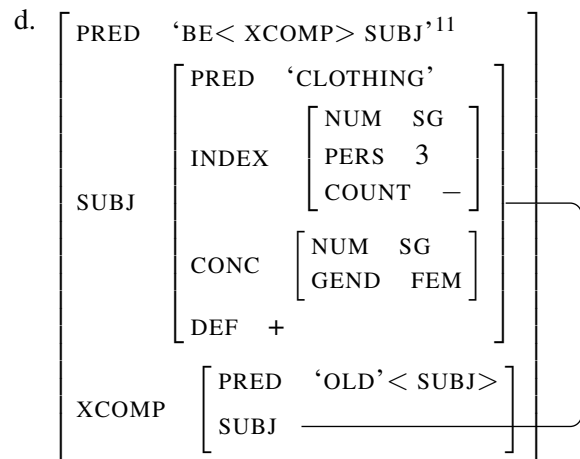 d.
PRED ‘BE< XCOMP> SUBJ’11
PRED ‘CLOTHING’
NUM SG
INDEX PERS 3
COUNT −
SUBJ
NUM SG
CONC
GEND FEM
DEF +
PRED ‘OLD’< SUBJ>
XCOMP
SUBJ